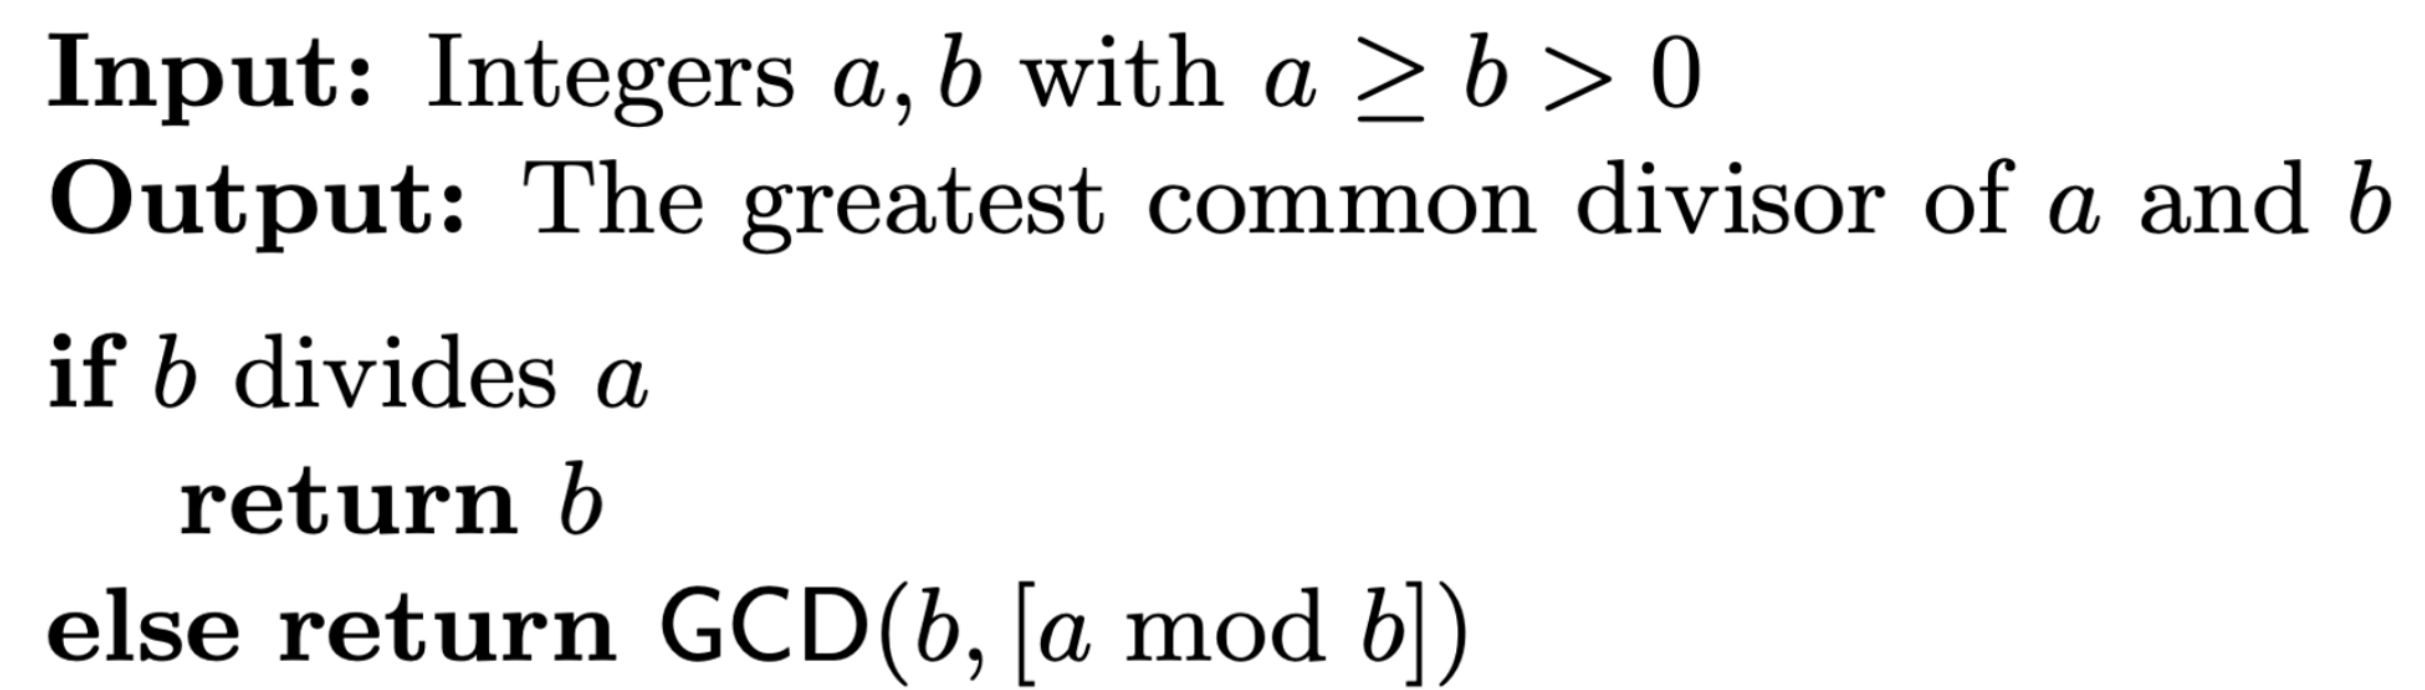 Input: Integers a, b with a ≥ b > 0
Output: The greatest common divisor of a and b
if b divides a
return b
else return GCD(b, [a mod b])